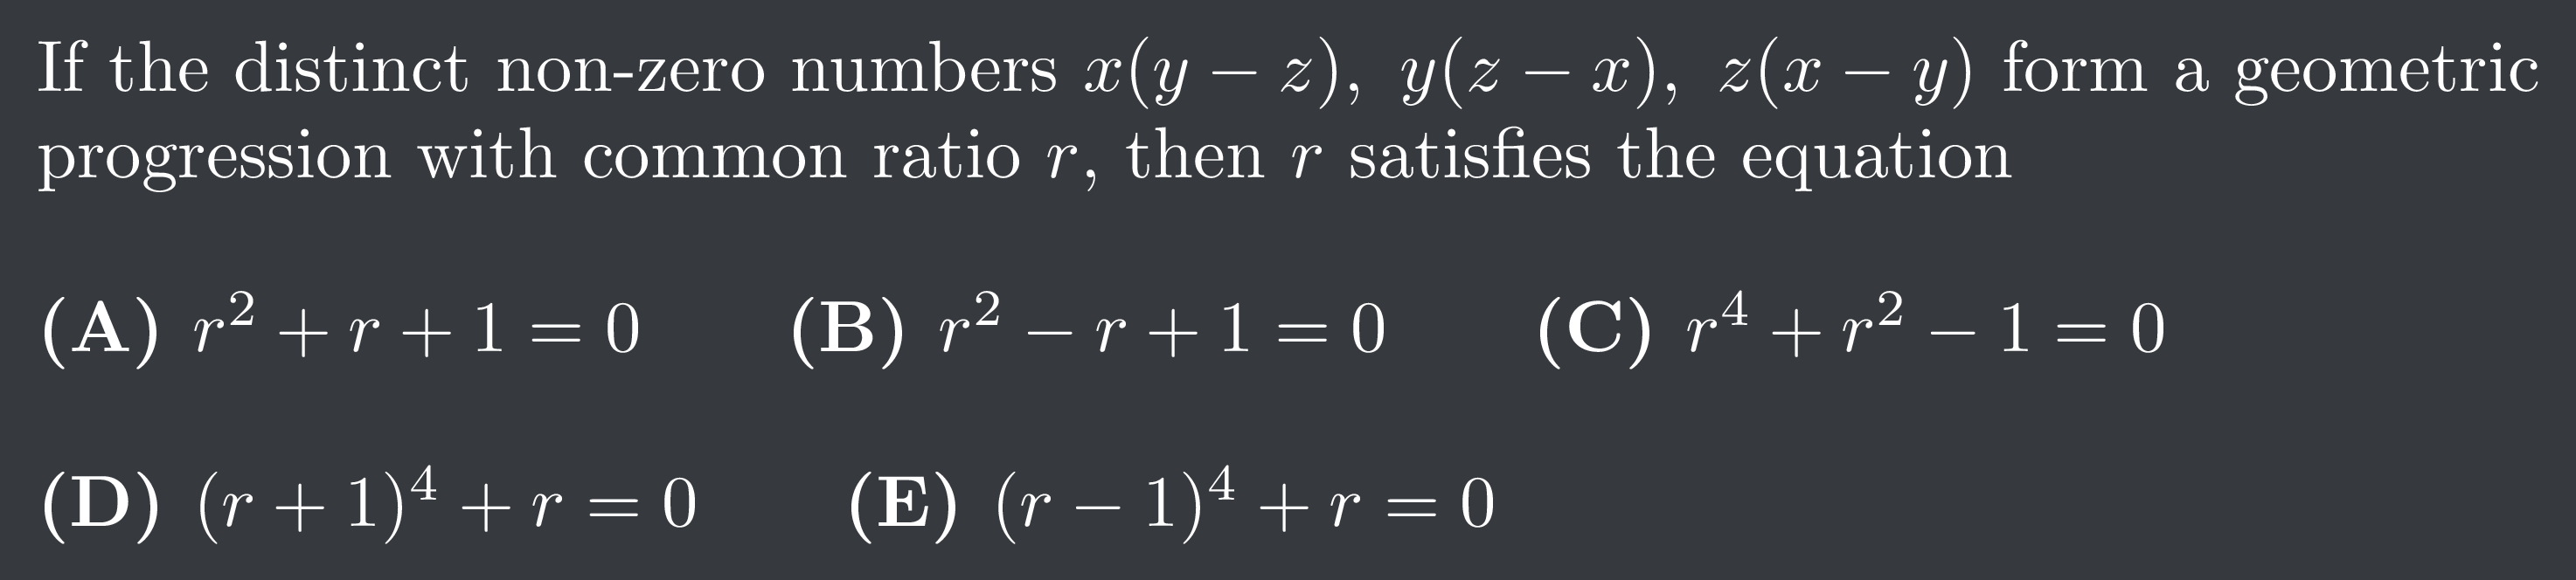 If the distinct non-zero numbers x(y − z), y(z − x), z(x − y) form a geometric
progression with common ratio r, then r satisfies the equation
(A) r² + r + 1 = 0 (B) r² − r + 1 = 0 (C) r⁴ + r² − 1 = 0
(D) (r + 1)⁴ + r = 0 (E) (r − 1)⁴ + r = 0